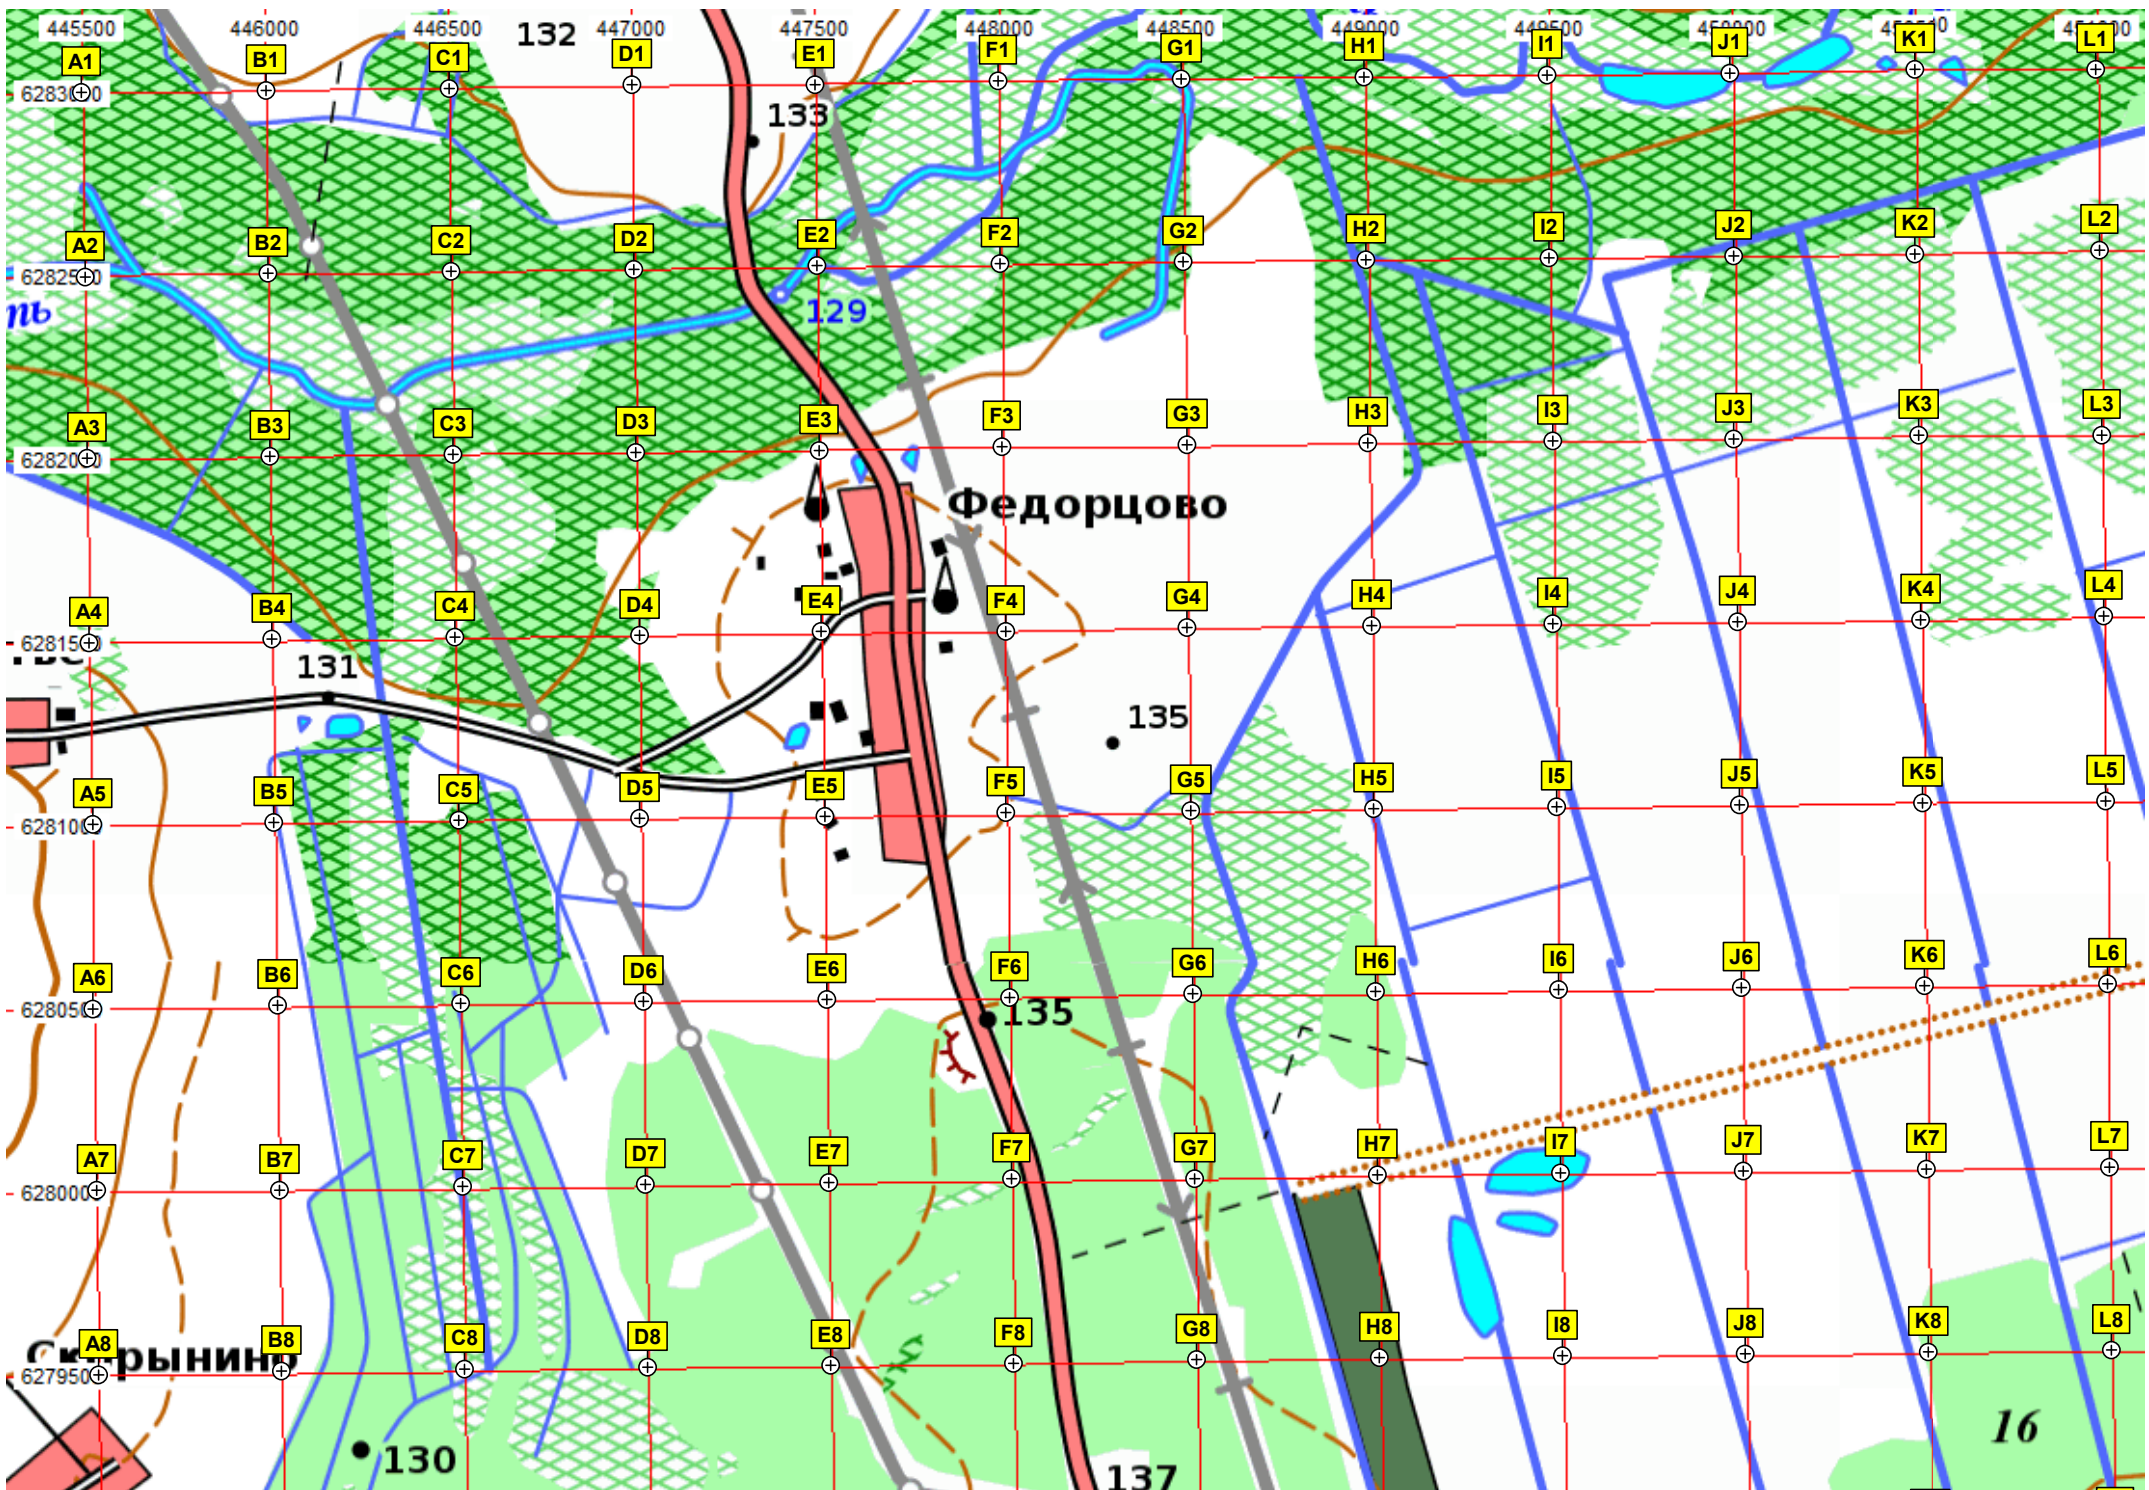 445500 446000 446500 447000 447500 448000 448500 449000 449500
132
A1 B1 C1 D1 E1 F1 G1 H1 I1 J1 K1 L1
133
A2 B2 C2 D2 E2 F2 G2 H2 I2 J2 K2 L2
ть
129
A3 B3 C3 D3 E3 F3 G3 H3 I3 J3 K3 L3
Федорцово
A4 B4 C4 D4 E4 F4 G4 H4 I4 J4 K4 L4
131
135
A5 B5 C5 D5 E5 F5 G5 H5 I5 J5 K5 L5
A6 B6 C6 D6 E6 F6 G6 H6 I6 J6 K6 L6
135
A7 B7 C7 D7 E7 F7 G7 H7 I7 J7 K7 L7
A8 B8 C8 D8 E8 F8 G8 H8 I8 J8 K8 L8
Скрынино
16
130
137